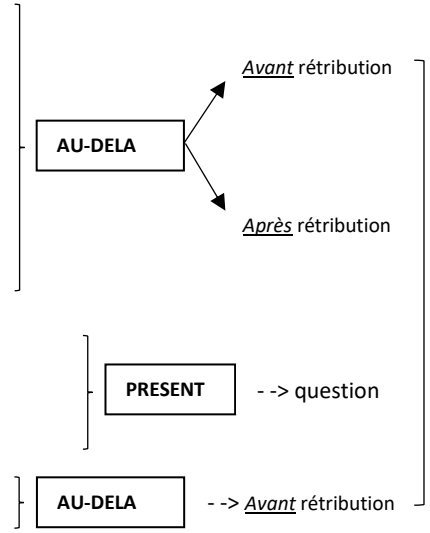 Avant rétribution
AU-DELA
Après rétribution
PRESENT - -> question
AU-DELA - -> Avant rétribution